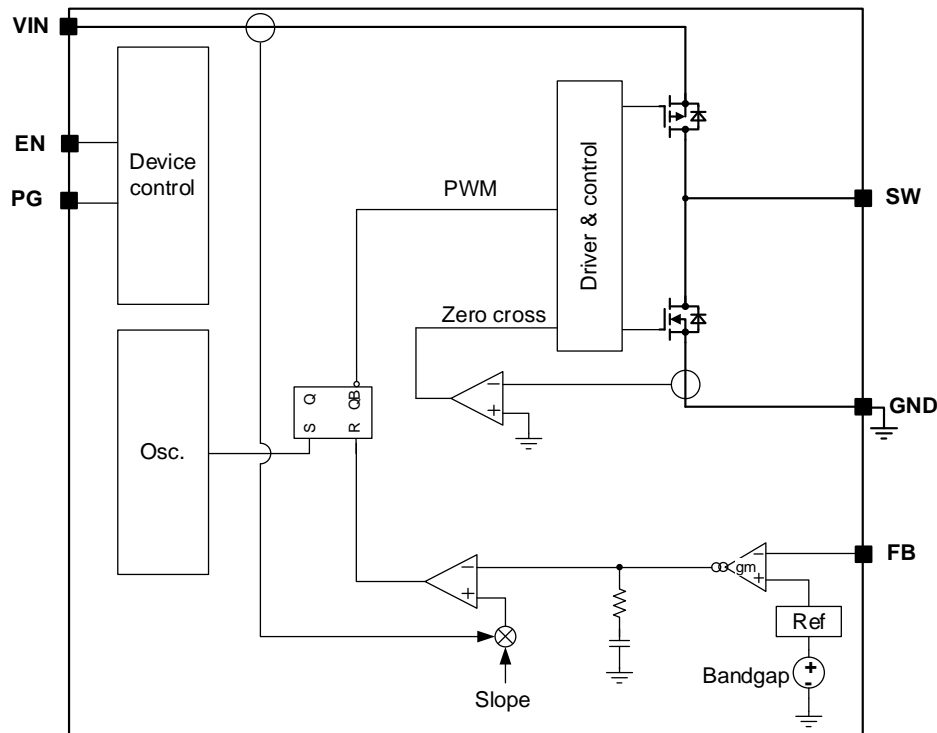 VIN
EN
PG
Device
control
Osc.
PWM
Zero cross
Driver & control
SW
GND
FB
Q
QB
S
R
−
+
−
+
−
+
gm
Ref
Bandgap
+
-
Slope